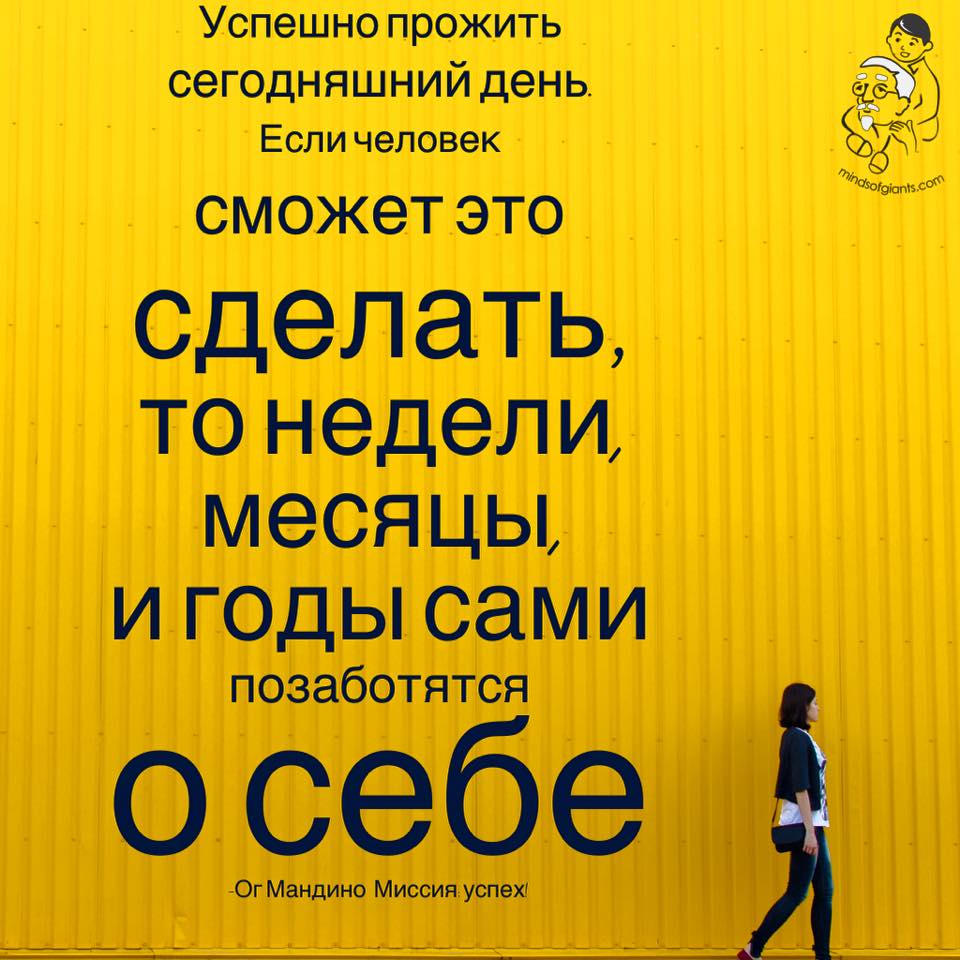 Успешно прожить
сегодняшний день.
Если человек
сможет это
сделать,
то недели,
месяцы,
и годы сами
позаботятся
о себе
-Ог Мандино Миссия: успех!
mindsofgiants.com